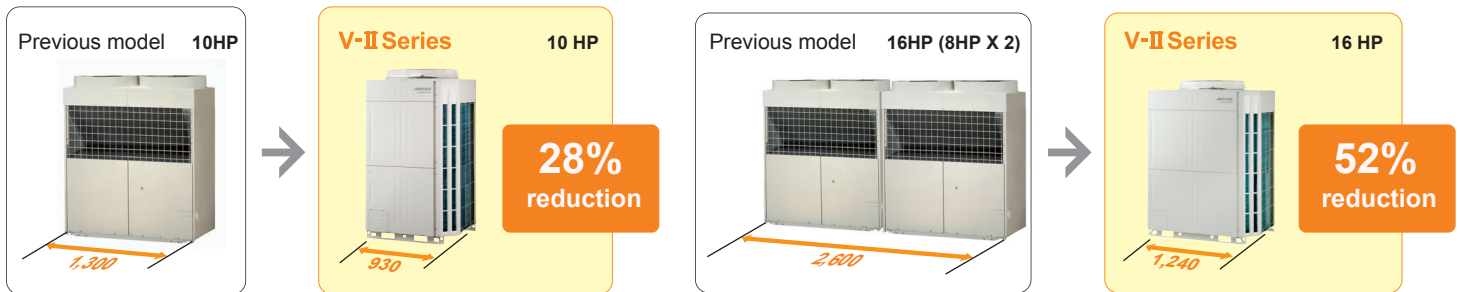 Previous model 10HP
1,300
V-II Series 10 HP
930
28%
reduction
Previous model 16HP (8HP X 2)
2,600
V-II Series 16 HP
1,240
52%
reduction